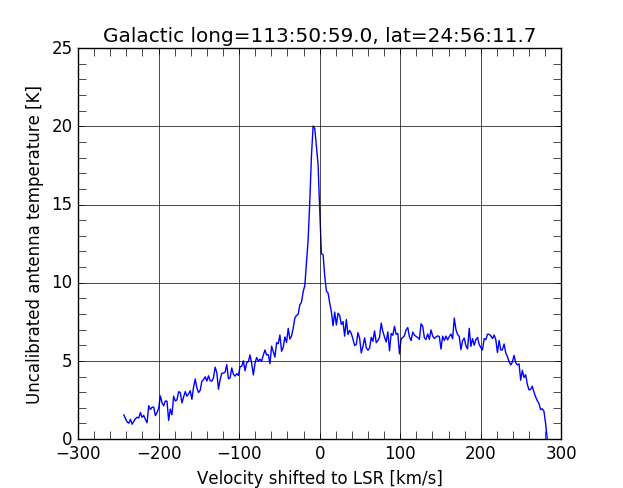 Galactic long=113:50:59.0, lat=24:56:11.7
Uncalibrated antenna temperature [K]
25
20
15
10
5
0
−300 −200 −100 0 100 200 300
Velocity shifted to LSR [km/s]